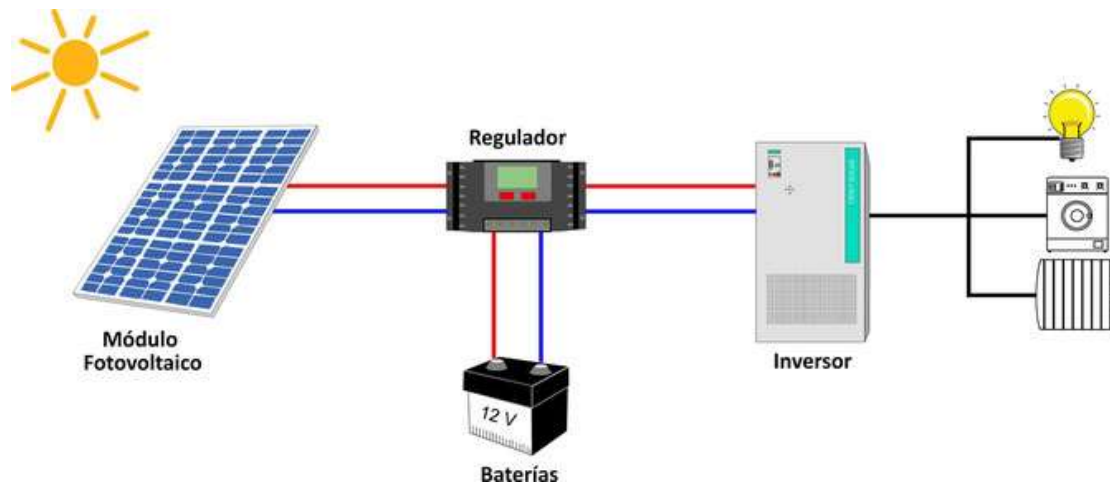 Regulador
Módulo
Fotovoltaico
Inversor
12 V
Baterías